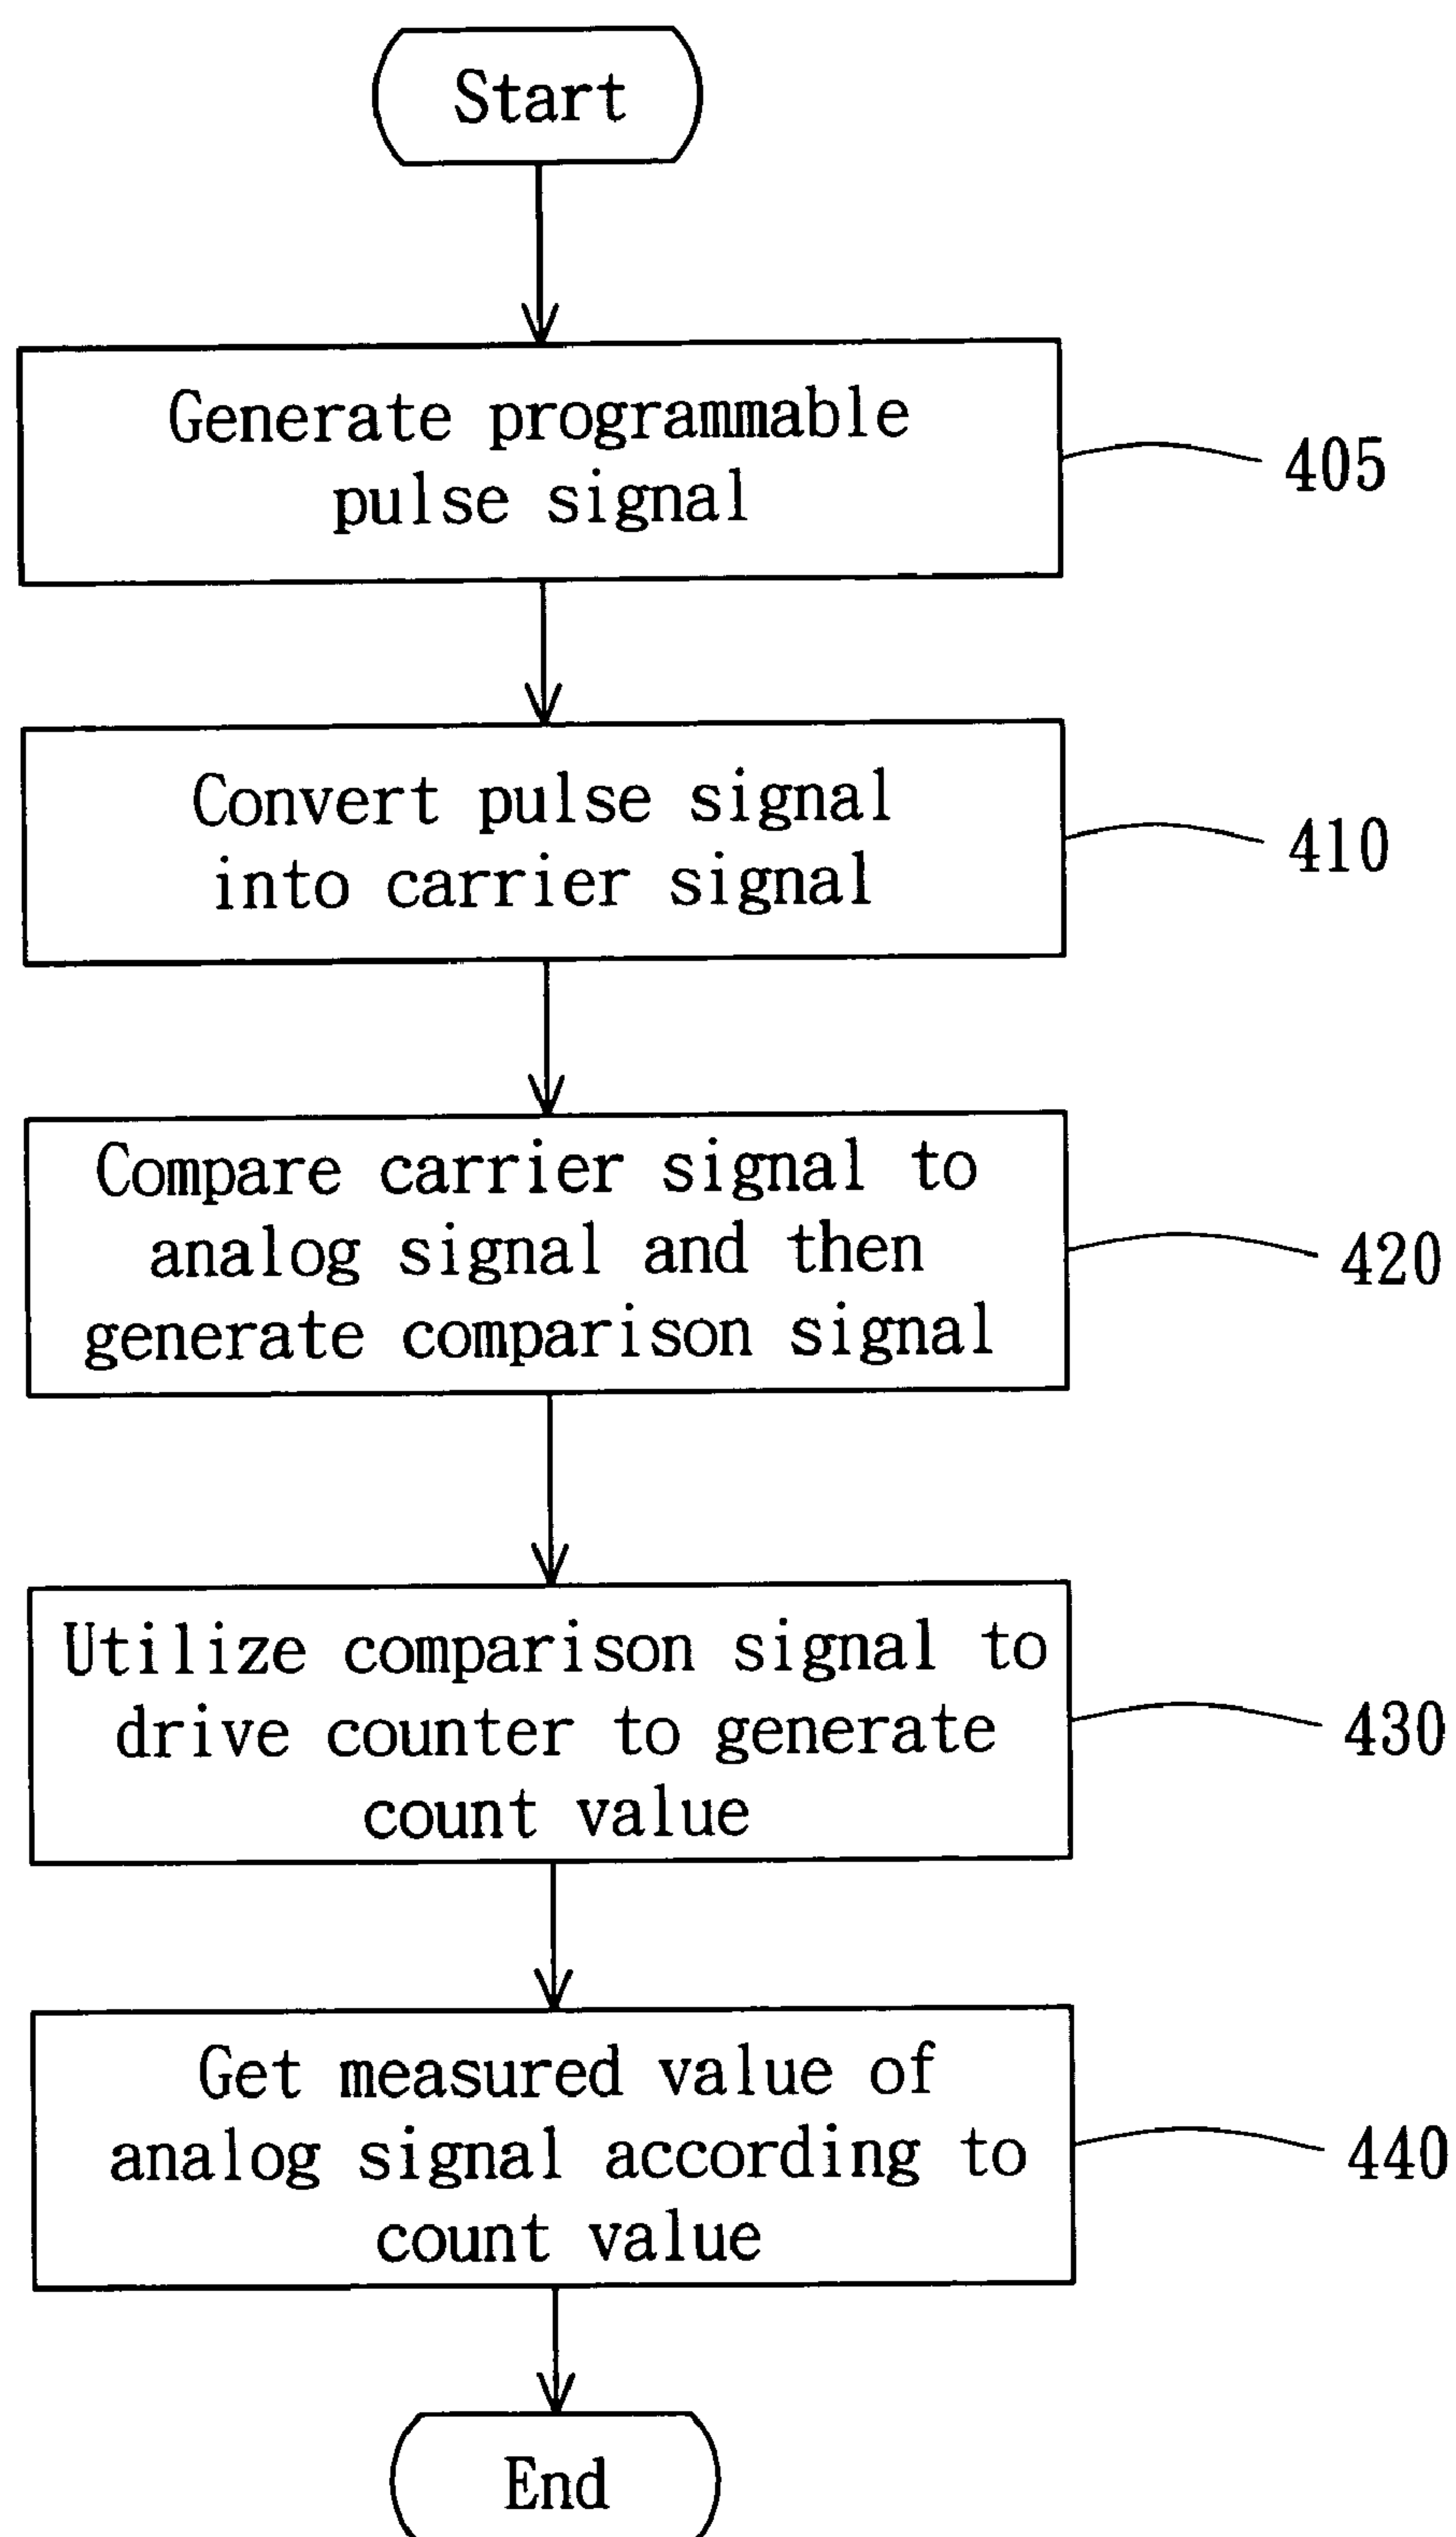 Start
Generate programmable
pulse signal
405
Convert pulse signal
into carrier signal
410
Compare carrier signal to
analog signal and then
generate comparison signal
420
Utilize comparison signal to
drive counter to generate
count value
430
Get measured value of
analog signal according to
count value
440
End